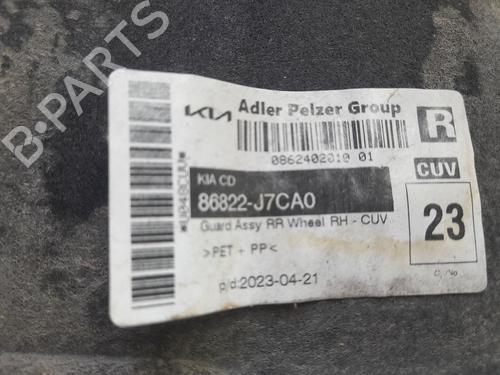 KIA Adler Pelzer Group
R
0862402010 01
KIA CD
86822-J7CA0
CUV
Guard Assy RR Wheel RH - CUV
23
>PET + PP<
p/d:2023-04-21
B-PARTS